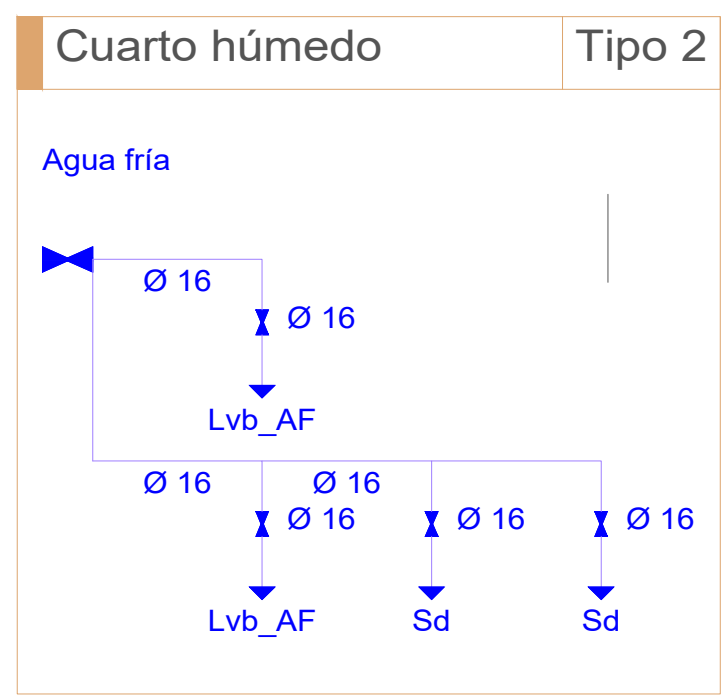 Cuarto húmedo Tipo 2
Agua fría
Ø 16
Ø 16
Lvb_AF
Ø 16 Ø 16
Ø 16 Ø 16 Ø 16
Lvb_AF Sd Sd